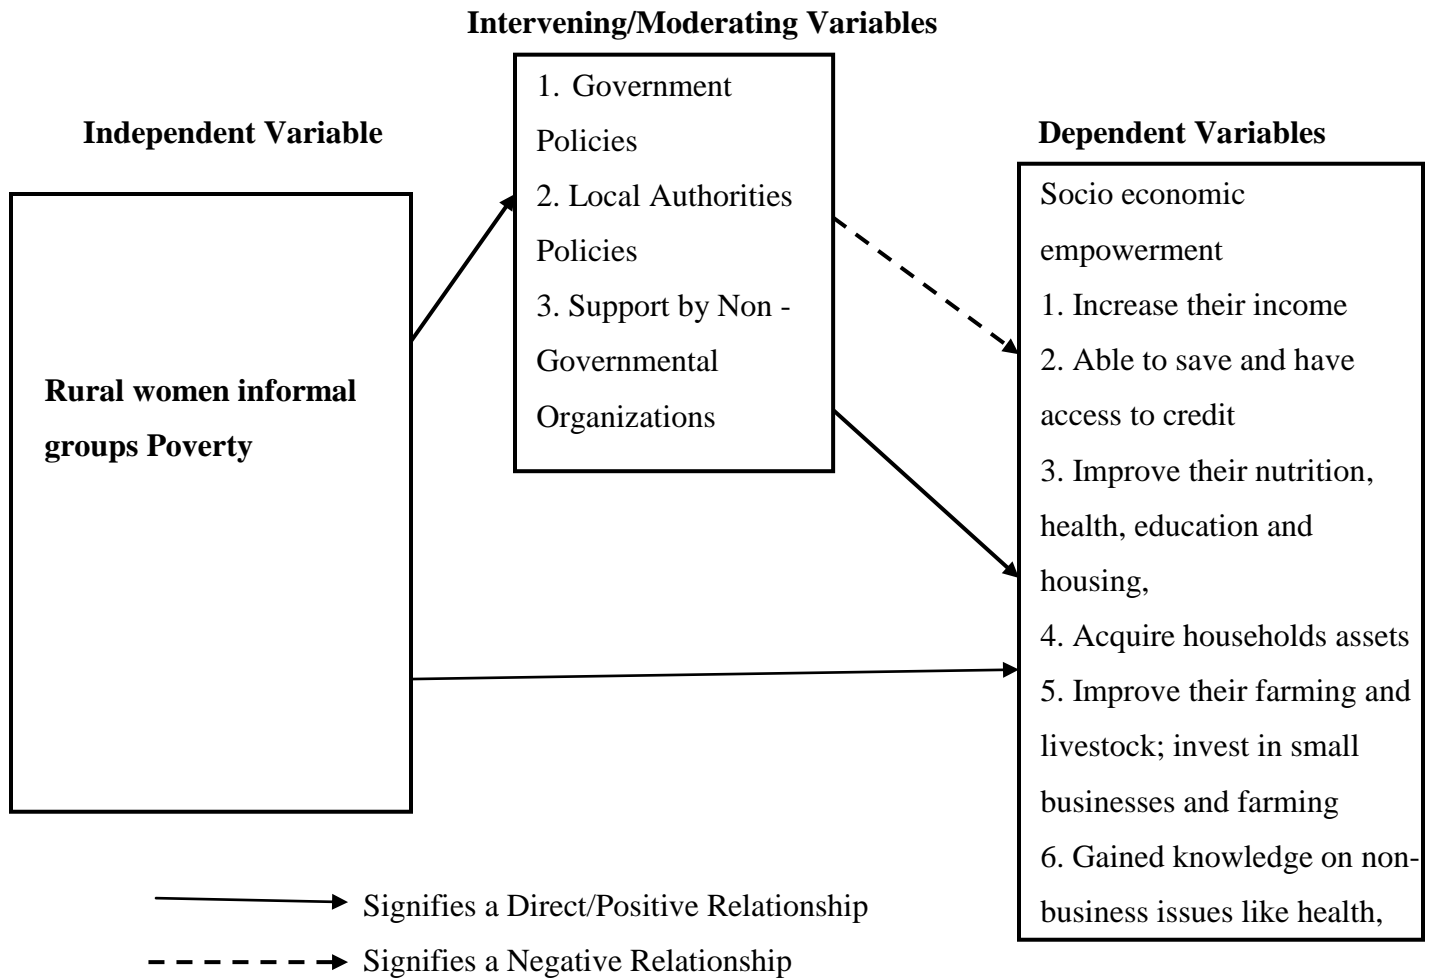 Intervening/Moderating Variables
1. Government
Policies
2. Local Authorities
Policies
3. Support by Non -
Governmental
Organizations
Independent Variable
Rural women informal
groups Poverty
Dependent Variables
Socio economic
empowerment
1. Increase their income
2. Able to save and have
access to credit
3. Improve their nutrition,
health, education and
housing,
4. Acquire households assets
5. Improve their farming and
livestock; invest in small
businesses and farming
6. Gained knowledge on non-
business issues like health,
Signifies a Direct/Positive Relationship
Signifies a Negative Relationship